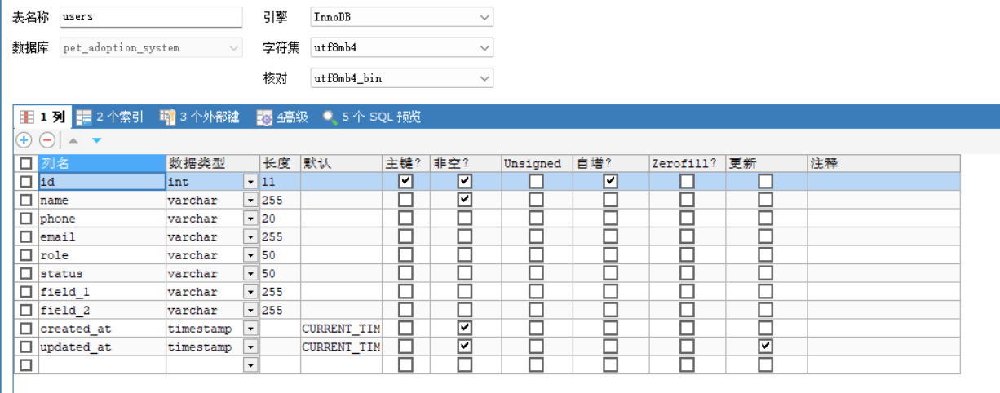 表名称 users 引擎 InnoDB
数据库 pet_adoption_system 字符集 utf8mb4
核对 utf8mb4_bin
1 列 2 个索引 3 个外部键 4高级 5 个 SQL 预览
列名 数据类型 长度 默认 主键? 非空? Unsigned 自增? Zerofill? 更新 注释
id int 11
name varchar 255
phone varchar 20
email varchar 255
role varchar 50
status varchar 50
field_1 varchar 255
field_2 varchar 255
created_at timestamp CURRENT_TIM
updated_at timestamp CURRENT_TIM